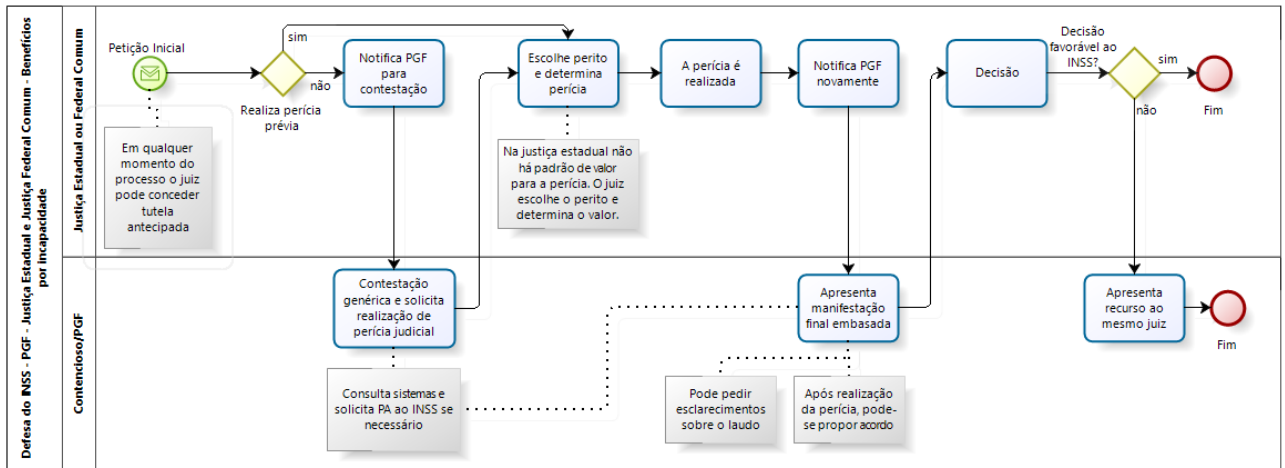 Defesa do INSS - PGF - Justiça Estadual e Justiça Federal Comum - Benefícios
por incapacidade
Justiça Estadual ou Federal Comum
Petição Inicial
Realiza perícia
prévia
sim
não
Notifica PGF
para
contestação
Escolhe perito
e determina
perícia
A perícia é
realizada
Notifica PGF
novamente
Decisão
Decisão
favorável ao
INSS?
sim
não
Fim
Em qualquer
momento do
processo o juiz
pode conceder
tutela
antecipada
Na justiça estadual não
há padrão de valor
para a perícia. O juiz
escolhe o perito e
determina o valor.
Contencioso/PGF
Contestação
genérica e solicita
realização de
perícia judicial
Apresenta
manifestação
final embasada
Apresenta
recurso ao
mesmo juiz
Fim
Consulta sistemas e
solicita PA ao INSS se
necessário
Pode pedir
esclarecimentos
sobre o laudo
Após realização
da perícia, pode-
se propor acordo